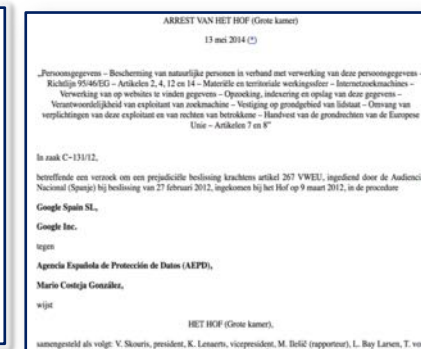 ARREST VAN HET HOF (Grote kamer)
13 mei 2014 (*)
„Persoonsgegevens – Bescherming van natuurlijke personen in verband met verwerking van deze persoonsgegevens –
Richtlijn 95/46/EG – Artikelen 2, 4, 12 en 14 – Materiële en territoriale werkingssfeer – Internetzoekmachines –
Verwerking van op websites te vinden gegevens – Opzoeking, indexering en opslag van deze gegevens –
Verantwoordelijkheid van exploitant van zoekmachine – Vestiging op grondgebied van lidstaat – Omvang van
verplichtingen van deze exploitant en van rechten van betrokkene – Handvest van de grondrechten van de Europese
Unie – Artikelen 7 en 8”
In zaak C-131/12,
betreffende een verzoek om een prejudiciële beslissing krachtens artikel 267 VWEU, ingediend door de Audiencia
Nacional (Spanje) bij beslissing van 27 februari 2012, ingekomen bij het Hof op 9 maart 2012, in de procedure
Google Spain SL,
Google Inc.
tegen
Agencia Española de Protección de Datos (AEPD),
Mario Costeja González,
wijst
HET HOF (Grote kamer),
samengesteld als volgt: V. Skouris, president, K. Lenaerts, vicepresident, M. Ilešič (rapporteur), L. Bay Larsen, T. vo